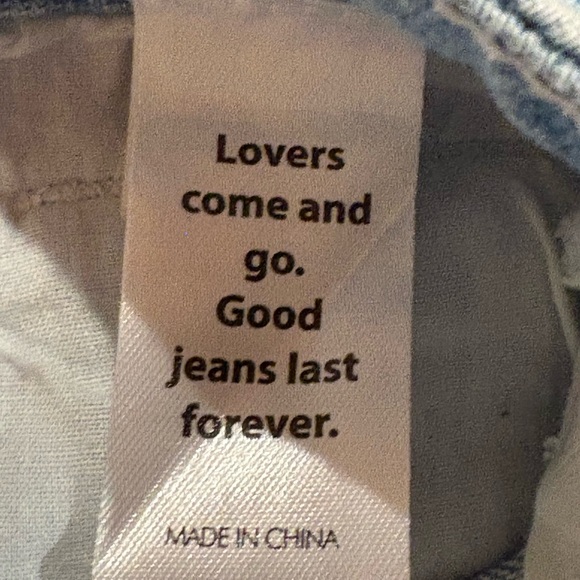 Lovers
come and
go.
Good
jeans last
forever.
MADE IN CHINA